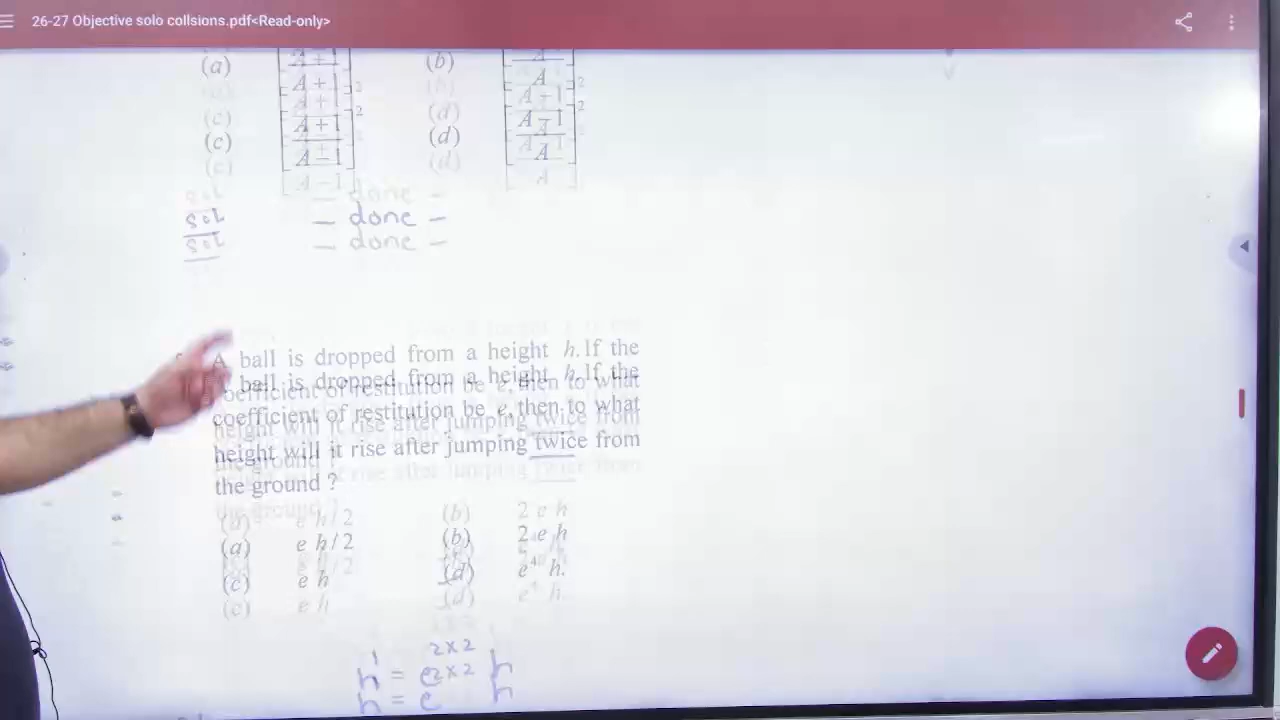 26-27 Objective solo collsions.pdf<Read-only>
(a) [A+1 (b) A
(c) [A+1 / A−1]² (d) [A−1 / A]²
sol — done —
A ball is dropped from a height h. If the
coefficient of restitution be e, then to what
height will it rise after jumping twice from
the ground ?
(a) e h/2 (b) 2 e h
(c) e h (d) e⁴ h.
h' = e²ˣ² h